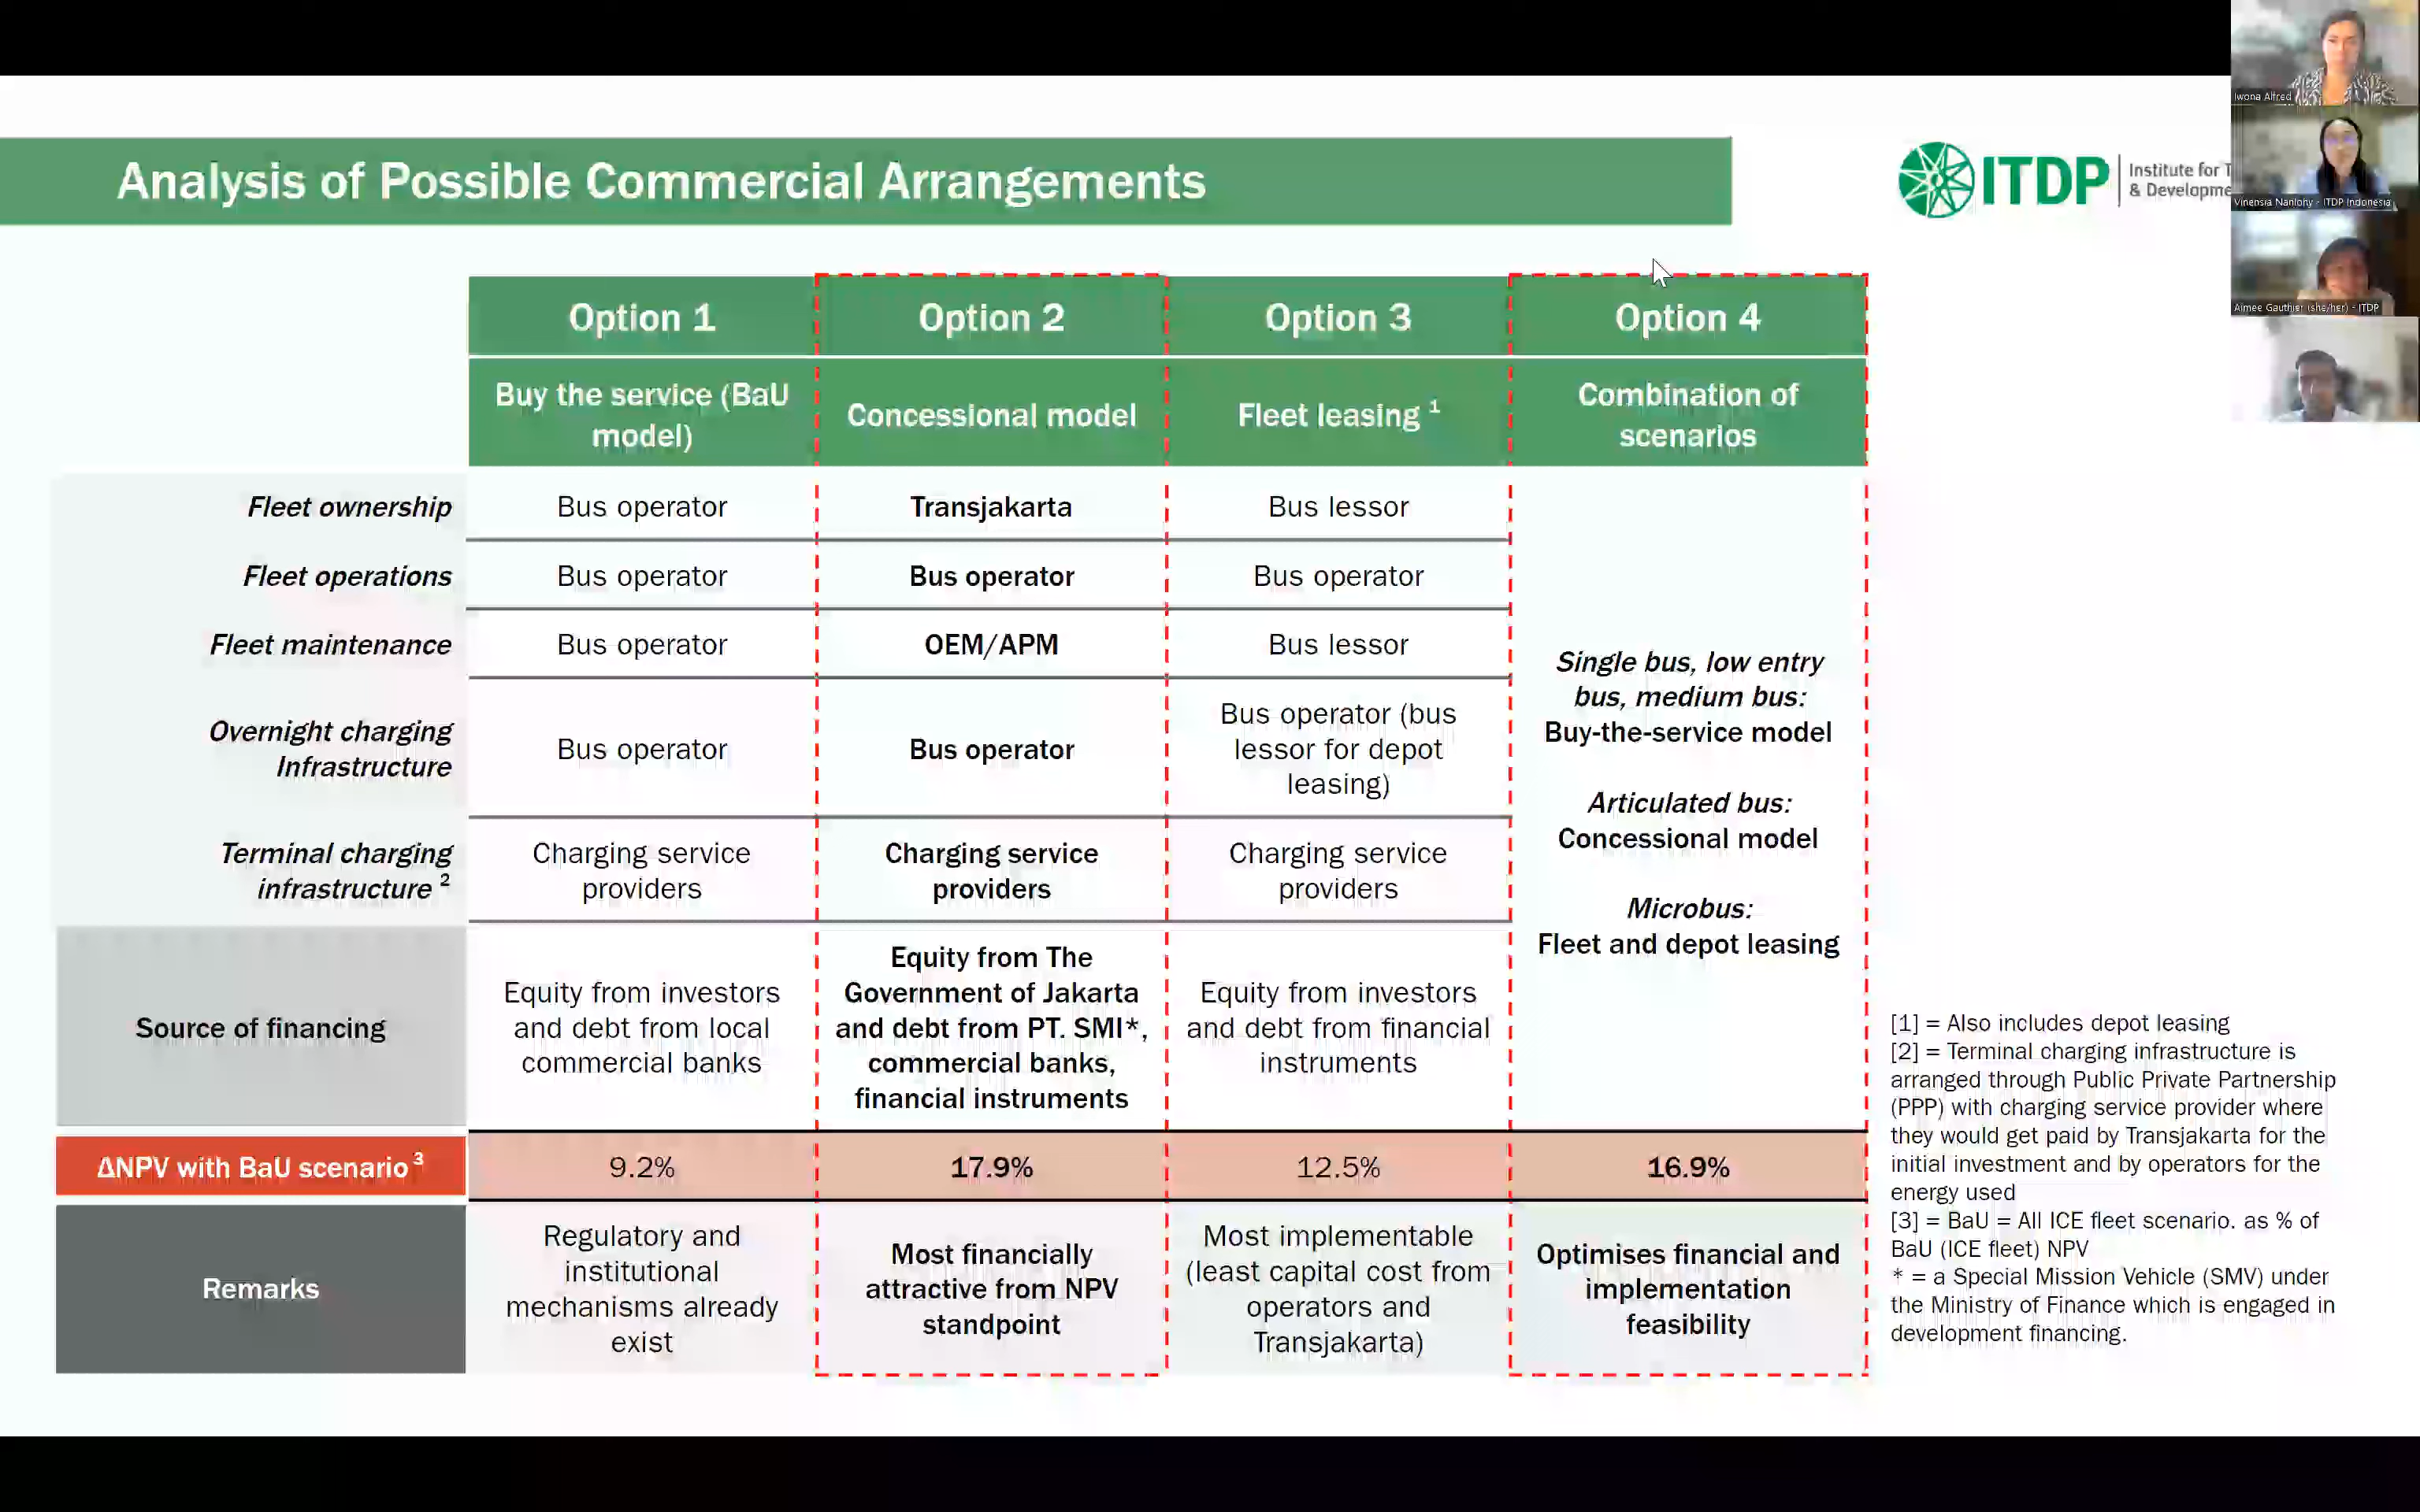 Analysis of Possible Commercial Arrangements
ITDP
Institute for T
& Developme
Iwona Alfred
Vinensia Nanlohy - ITDP Indonesia
Aimee Gauthier (she/her) - ITDP
Option 1
Option 2
Option 3
Option 4
Buy the service (BaU
model)
Concessional model
Fleet leasing 1
Combination of
scenarios
Fleet ownership
Bus operator
Transjakarta
Bus lessor
Fleet operations
Bus operator
Bus operator
Bus operator
Fleet maintenance
Bus operator
OEM/APM
Bus lessor
Overnight charging
Infrastructure
Bus operator
Bus operator
Bus operator (bus
lessor for depot
leasing)
Terminal charging
infrastructure 2
Charging service
providers
Charging service
providers
Charging service
providers
Single bus, low entry
bus, medium bus:
Buy-the-service model
Articulated bus:
Concessional model
Microbus:
Fleet and depot leasing
Source of financing
Equity from investors
and debt from local
commercial banks
Equity from The
Government of Jakarta
and debt from PT. SMI*,
commercial banks,
financial instruments
Equity from investors
and debt from financial
instruments
ΔNPV with BaU scenario 3
9.2%
17.9%
12.5%
16.9%
Remarks
Regulatory and
institutional
mechanisms already
exist
Most financially
attractive from NPV
standpoint
Most implementable
(least capital cost from
operators and
Transjakarta)
Optimises financial and
implementation
feasibility
[1] = Also includes depot leasing
[2] = Terminal charging infrastructure is
arranged through Public Private Partnership
(PPP) with charging service provider where
they would get paid by Transjakarta for the
initial investment and by operators for the
energy used
[3] = BaU = All ICE fleet scenario. as % of
BaU (ICE fleet) NPV
* = a Special Mission Vehicle (SMV) under
the Ministry of Finance which is engaged in
development financing.